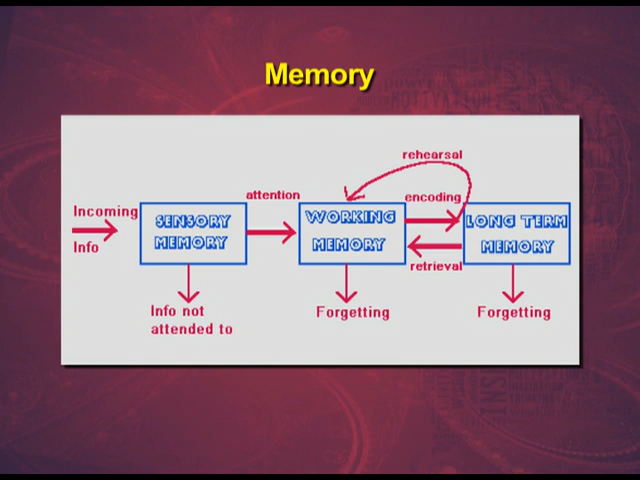 Memory
rehearsal
attention
encoding
Incoming
Info
SENSORY
MEMORY
WORKING
MEMORY
LONG TERM
MEMORY
retrieval
Info not
attended to
Forgetting
Forgetting